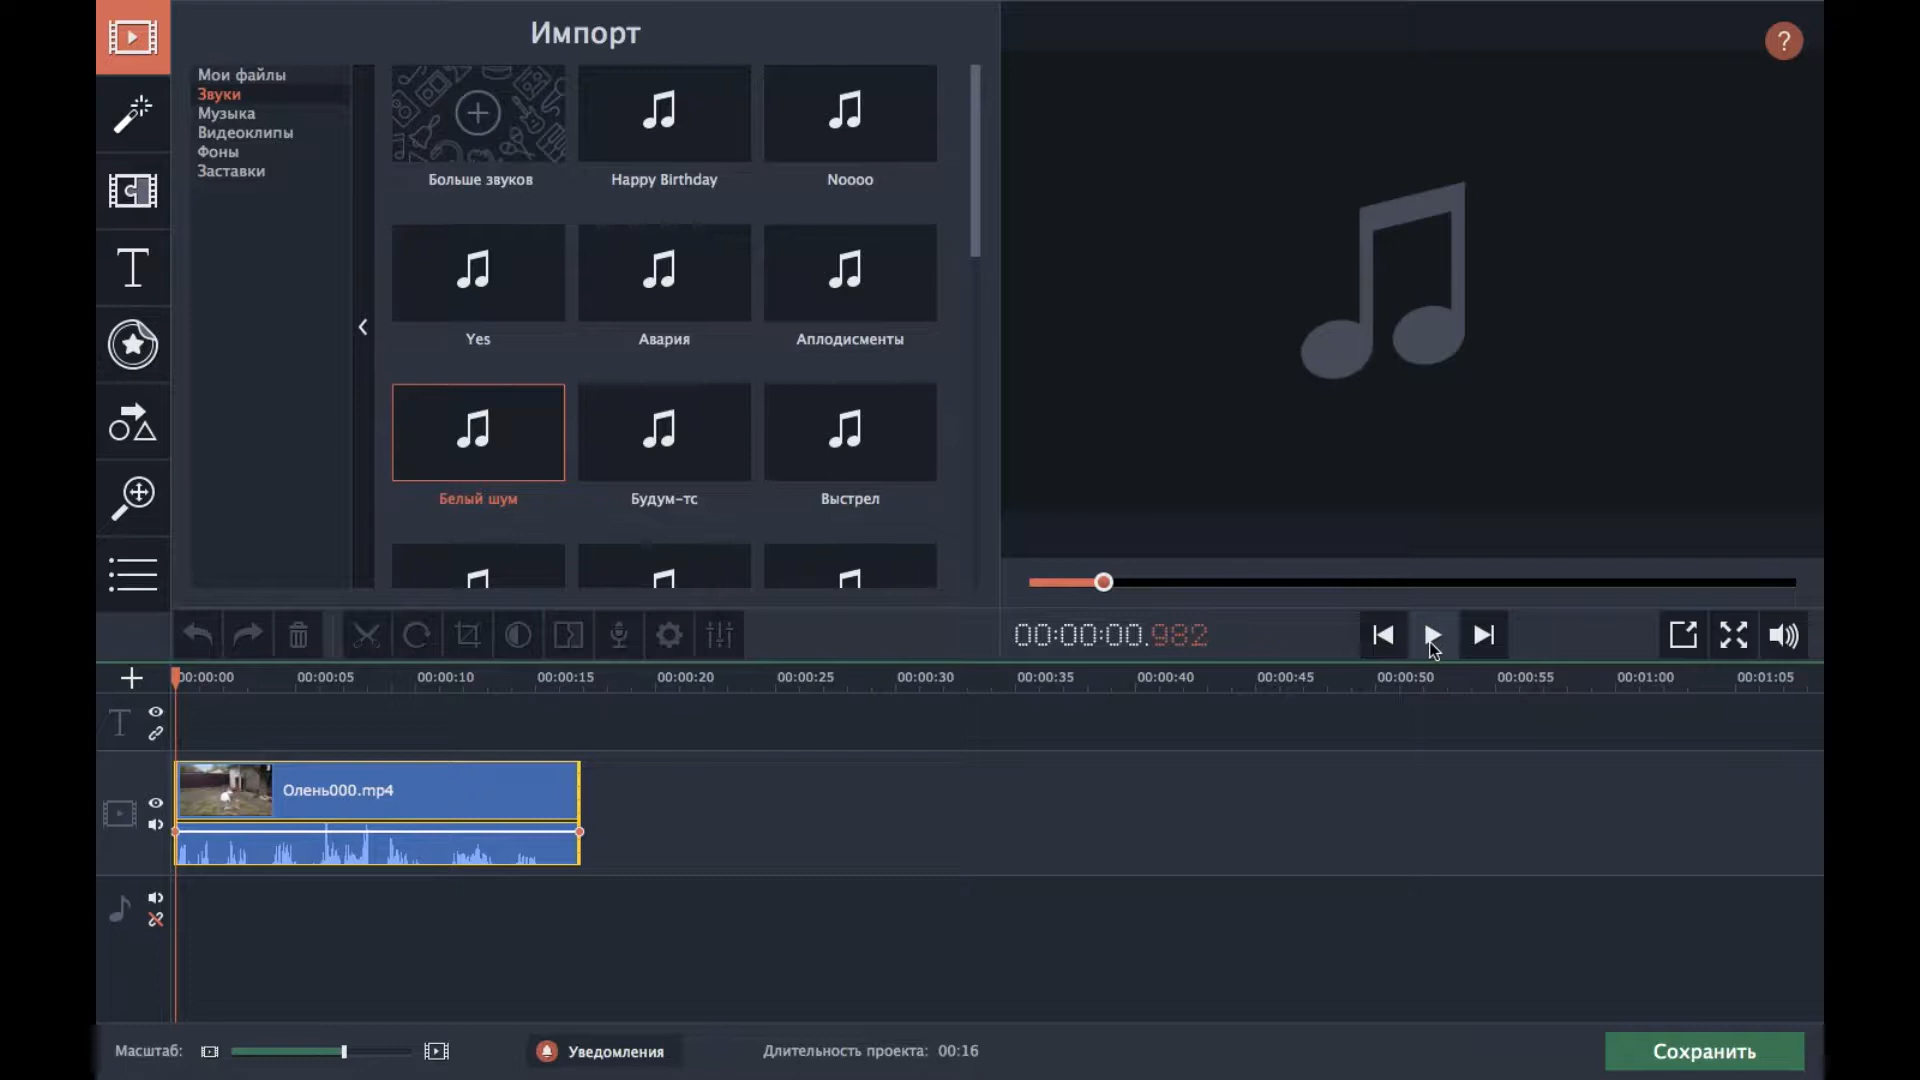 Импорт
?
Мои файлы
Звуки
Музыка
Видеоклипы
Фоны
Заставки
Больше звуков
Happy Birthday
Noooo
Yes
Авария
Аплодисменты
Белый шум
Будум-тс
Выстрел
00:00:00.982
00:00:00
00:00:05
00:00:10
00:00:15
00:00:20
00:00:25
00:00:30
00:00:35
00:00:40
00:00:45
00:00:50
00:00:55
00:01:00
00:01:05
Олень000.mp4
Масштаб:
Уведомления
Длительность проекта: 00:16
Сохранить